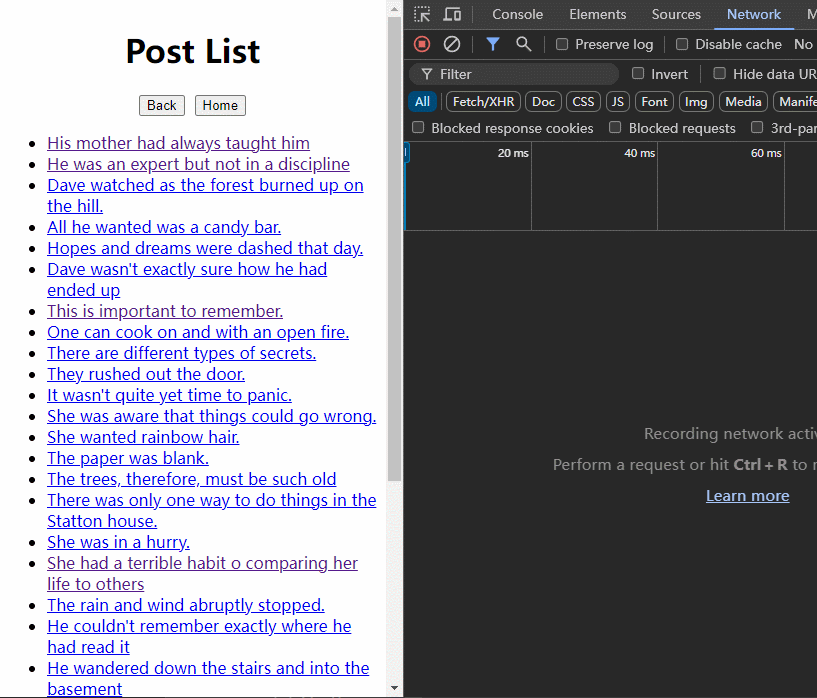 Post List
Back Home
His mother had always taught him
He was an expert but not in a discipline
Dave watched as the forest burned up on
the hill.
All he wanted was a candy bar.
Hopes and dreams were dashed that day.
Dave wasn't exactly sure how he had
ended up
This is important to remember.
One can cook on and with an open fire.
There are different types of secrets.
They rushed out the door.
It wasn't quite yet time to panic.
She was aware that things could go wrong.
She wanted rainbow hair.
The paper was blank.
The trees, therefore, must be such old
There was only one way to do things in the
Statton house.
She was in a hurry.
She had a terrible habit o comparing her
life to others
The rain and wind abruptly stopped.
He couldn't remember exactly where he
had read it
He wandered down the stairs and into the
basement
Console Elements Sources Network M
Preserve log Disable cache No
Filter Invert Hide data UR
All Fetch/XHR Doc CSS JS Font Img Media Manife
Blocked response cookies Blocked requests 3rd-par
20 ms 40 ms 60 ms
Recording network activ
Perform a request or hit Ctrl + R to r
Learn more